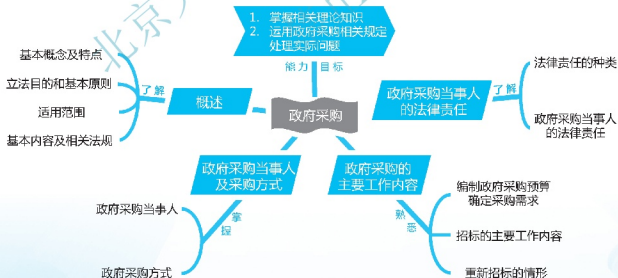 1. 掌握相关理论知识
2. 运用政府采购相关规定
处理实际问题
能力目标
政府采购
概述
了解
基本概念及特点
立法目的和基本原则
适用范围
基本内容及相关法规
政府采购当事人
的法律责任
了解
法律责任的种类
政府采购当事人
的法律责任
政府采购当事人
及采购方式
掌握
政府采购当事人
政府采购方式
政府采购的
主要工作内容
熟悉
编制政府采购预算
确定采购需求
招标的主要工作内容
重新招标的情形